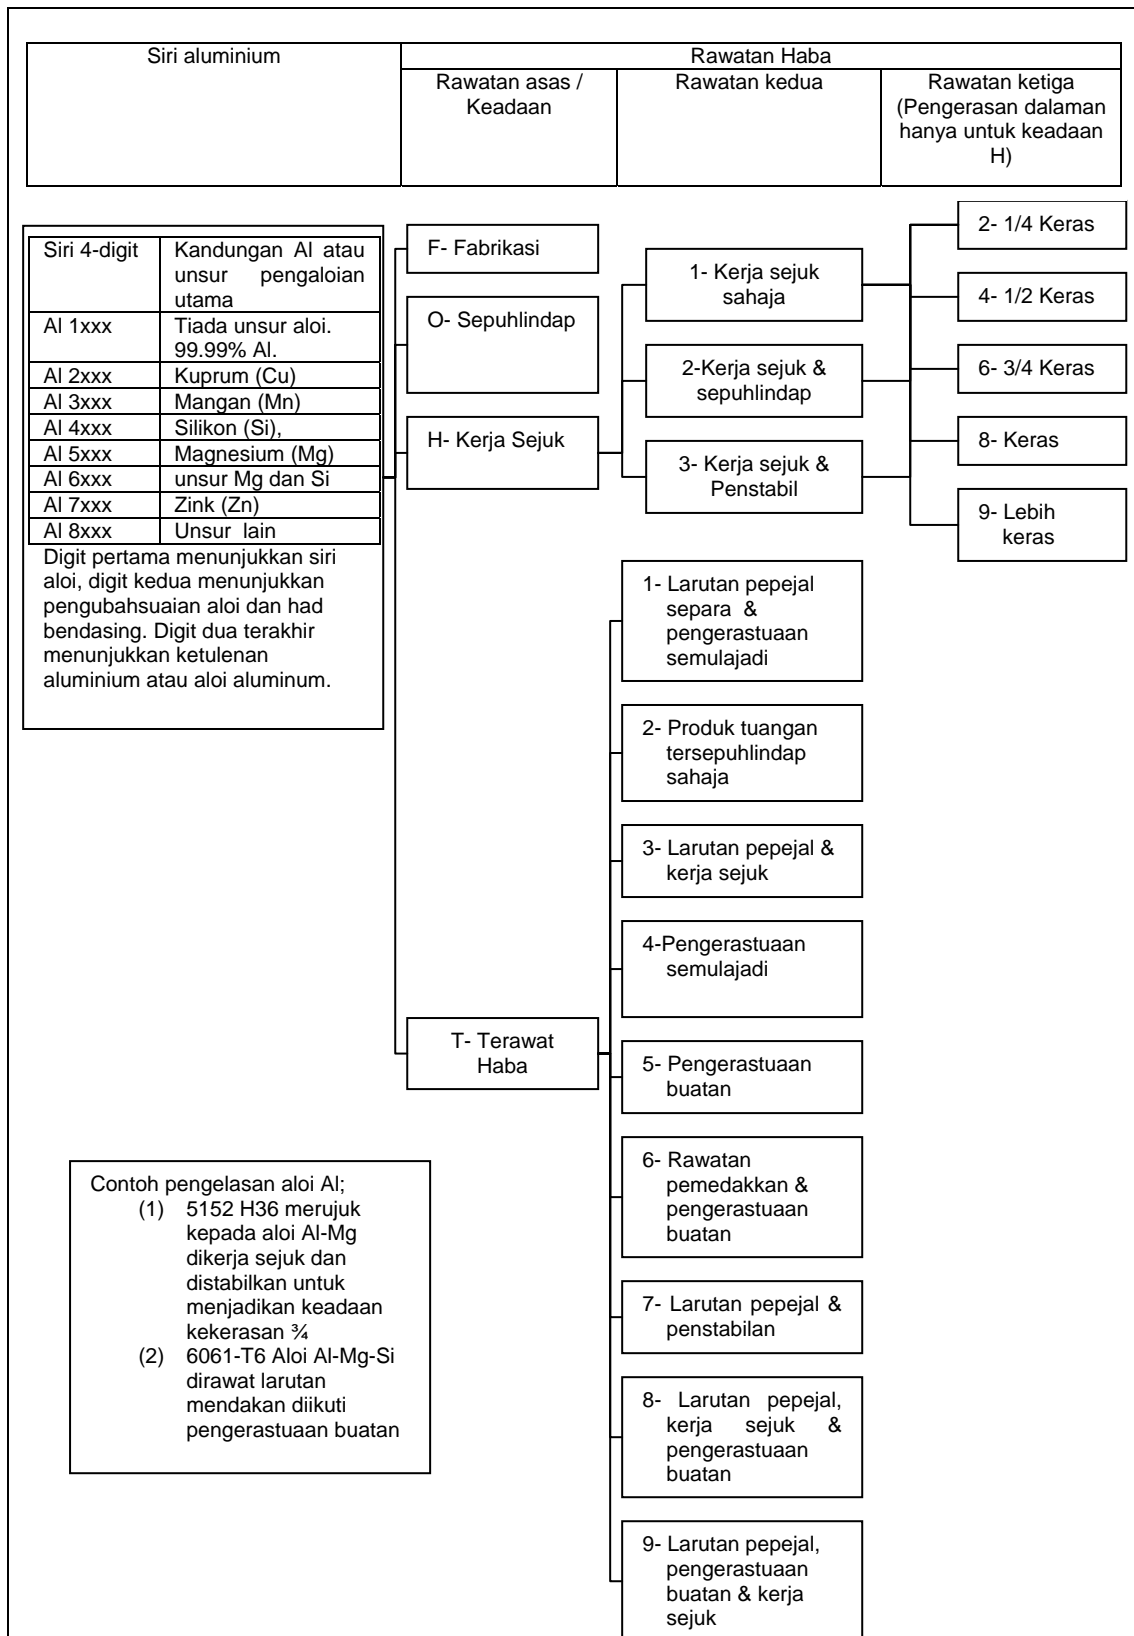 Siri aluminium
Rawatan Haba
Rawatan asas /
Keadaan
Rawatan kedua
Rawatan ketiga
(Pengerasan dalaman
hanya untuk keadaan
H)
Siri 4-digit
Kandungan Al atau
unsur pengaloian
utama
Al 1xxx
Tiada unsur aloi.
99.99% Al.
Al 2xxx
Kuprum (Cu)
Al 3xxx
Mangan (Mn)
Al 4xxx
Silikon (Si),
Al 5xxx
Magnesium (Mg)
Al 6xxx
unsur Mg dan Si
Al 7xxx
Zink (Zn)
Al 8xxx
Unsur lain
Digit pertama menunjukkan siri
aloi, digit kedua menunjukkan
pengubahsuaian aloi dan had
bendasing. Digit dua terakhir
menunjukkan ketulenan
aluminium atau aloi aluminum.
F- Fabrikasi
O- Sepuhlindap
H- Kerja Sejuk
T- Terawat
Haba
1- Kerja sejuk
sahaja
2-Kerja sejuk &
sepuhlindap
3- Kerja sejuk &
Penstabil
2- 1/4 Keras
4- 1/2 Keras
6- 3/4 Keras
8- Keras
9- Lebih
keras
1- Larutan pepejal
separa &
pengerastuaan
semulajadi
2- Produk tuangan
tersepuhlindap
sahaja
3- Larutan pepejal &
kerja sejuk
4-Pengerastuaan
semulajadi
5- Pengerastuaan
buatan
6- Rawatan
pemedakkan &
pengerastuaan
buatan
7- Larutan pepejal &
penstabilan
8- Larutan pepejal,
kerja sejuk &
pengerastuaan
buatan
9- Larutan pepejal,
pengerastuaan
buatan & kerja
sejuk
Contoh pengelasan aloi Al;
(1) 5152 H36 merujuk
kepada aloi Al-Mg
dikerja sejuk dan
distabilkan untuk
menjadikan keadaan
kekerasan ¾
(2) 6061-T6 Aloi Al-Mg-Si
dirawat larutan
mendakan diikuti
pengerastuaan buatan